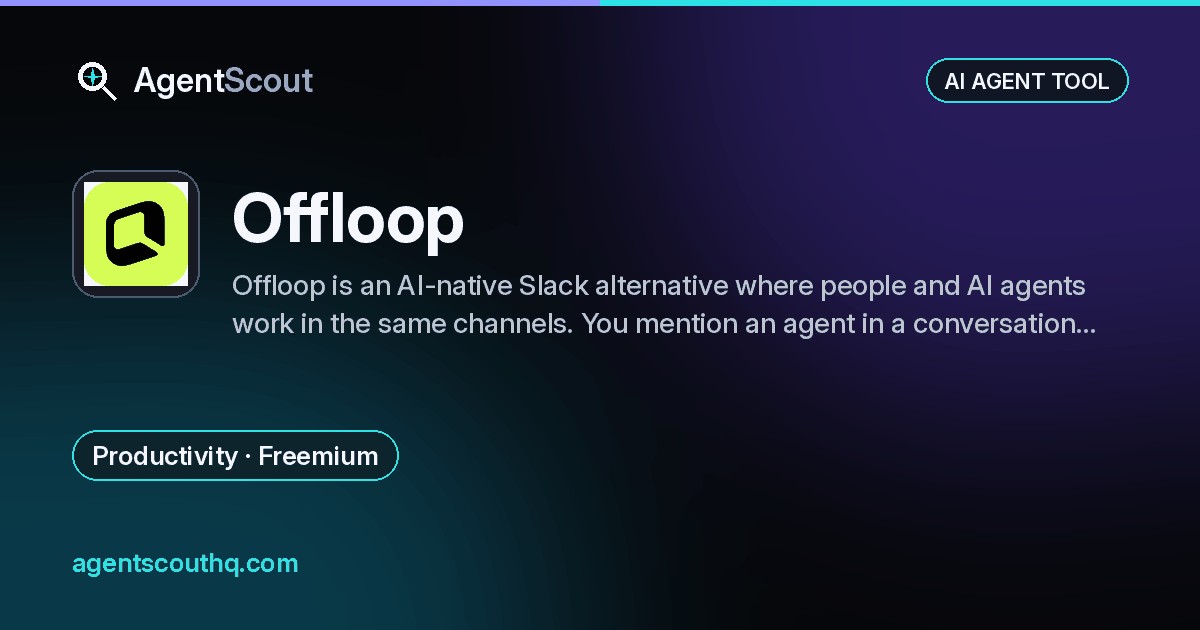 AgentScout
AI AGENT TOOL
Offloop
Offloop is an AI-native Slack alternative where people and AI agents
work in the same channels. You mention an agent in a conversation...
Productivity · Freemium
agentscouthq.com